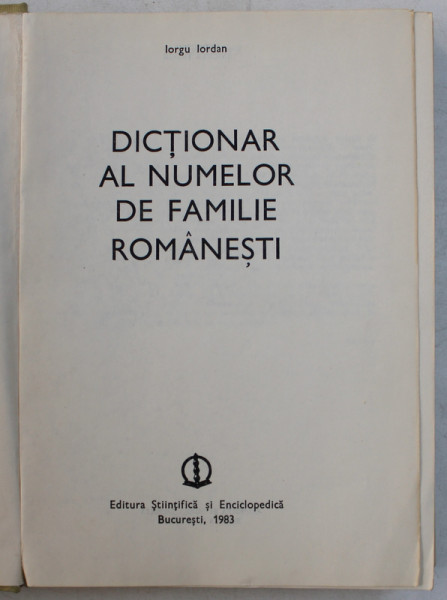 Iorgu Iordan
DICȚIONAR
AL NUMELOR
DE FAMILIE
ROMÂNEȘTI
Editura Științifică și Enciclopedică
București, 1983